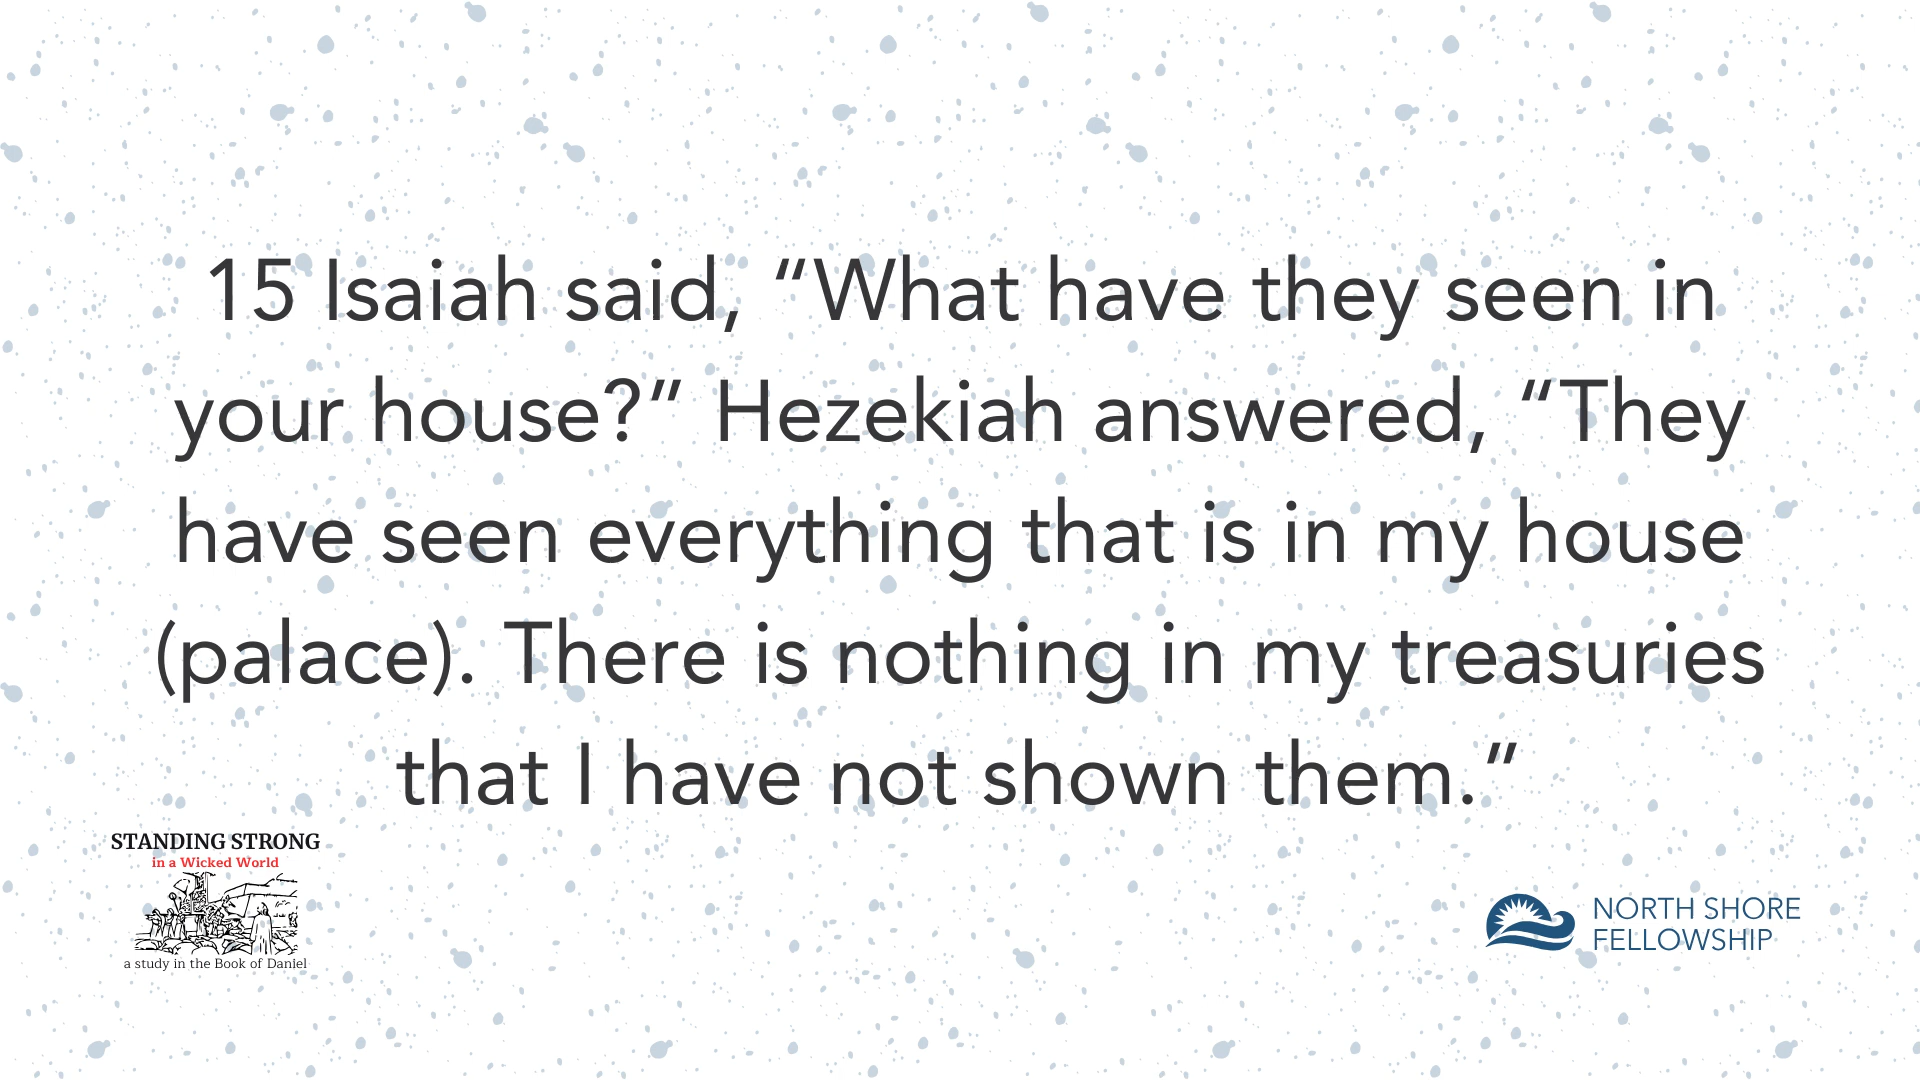 15 Isaiah said, “What have they seen in
your house?” Hezekiah answered, “They
have seen everything that is in my house
(palace). There is nothing in my treasuries
that I have not shown them.”
STANDING STRONG
in a Wicked World
a study in the Book of Daniel
NORTH SHORE
FELLOWSHIP